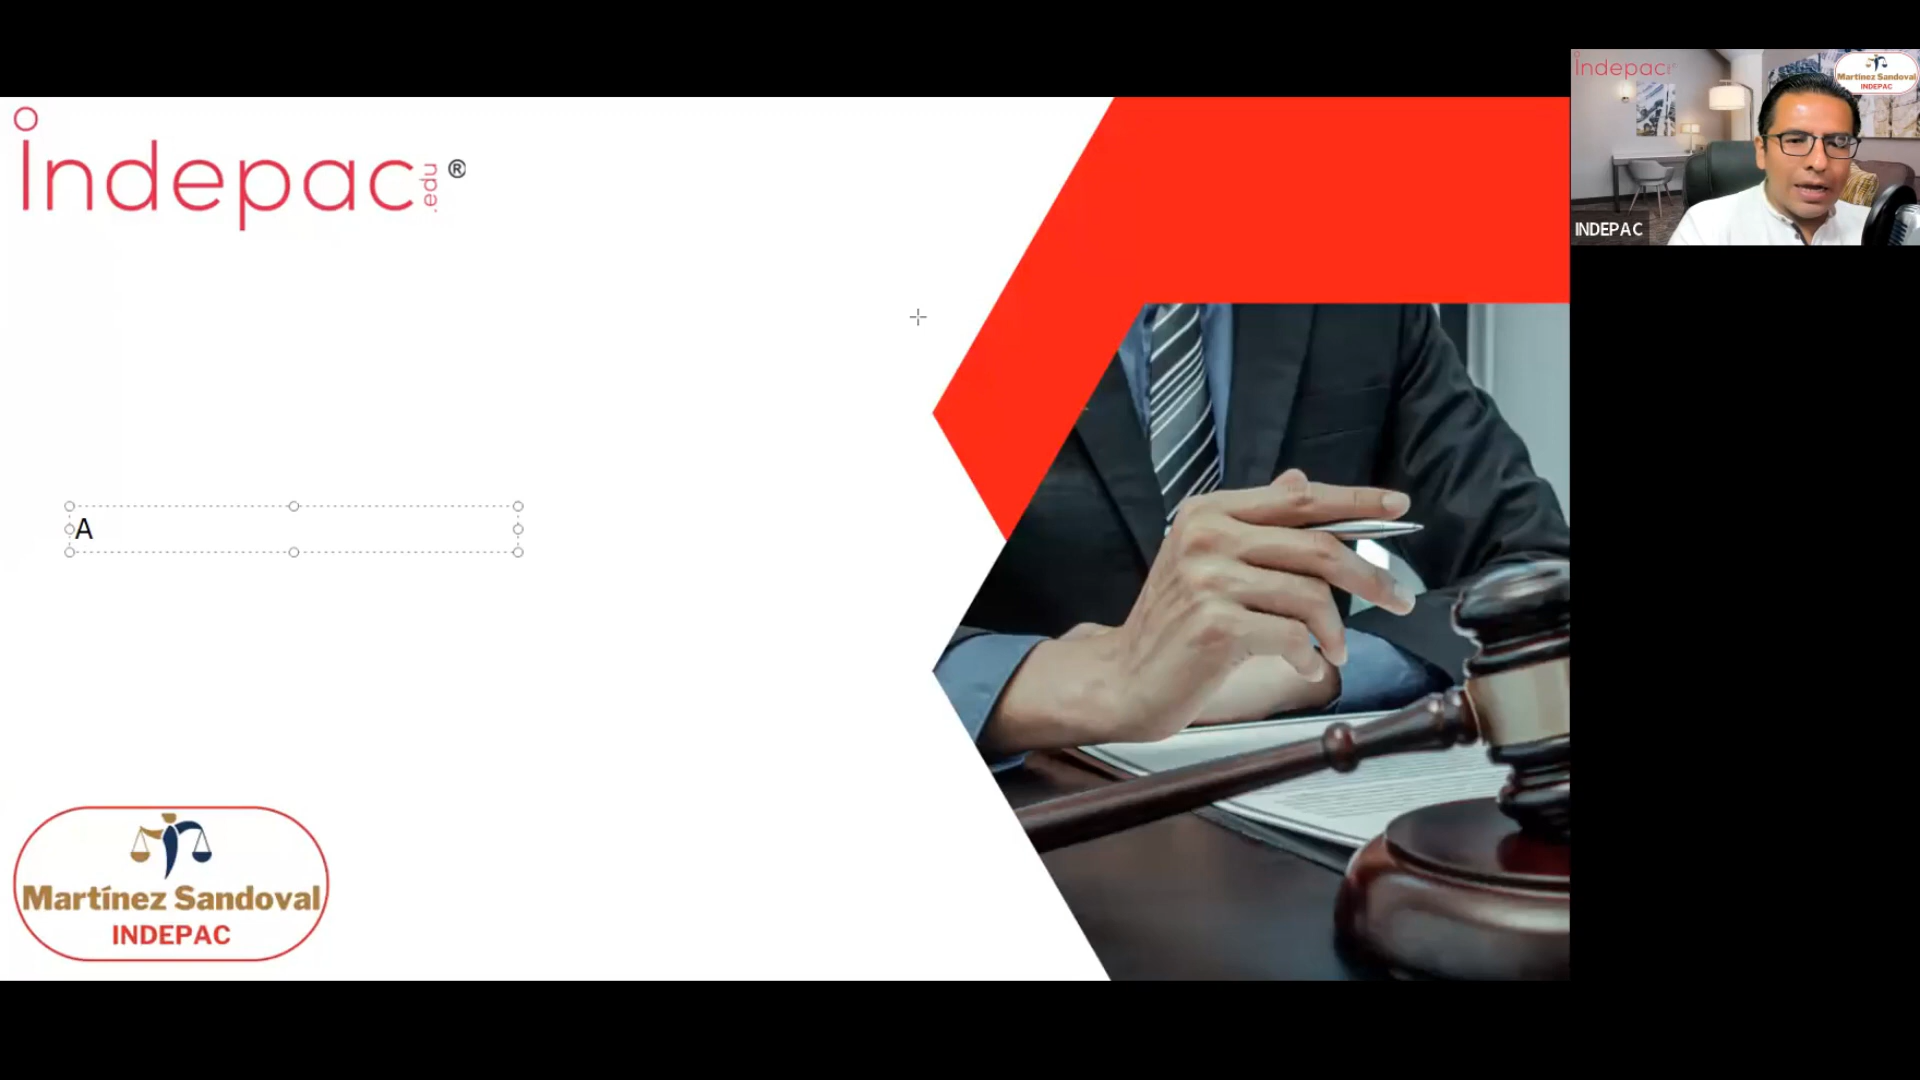 indepac.edu ®
A
Martínez Sandoval
INDEPAC
indepac
Martínez Sandoval
INDEPAC
INDEPAC